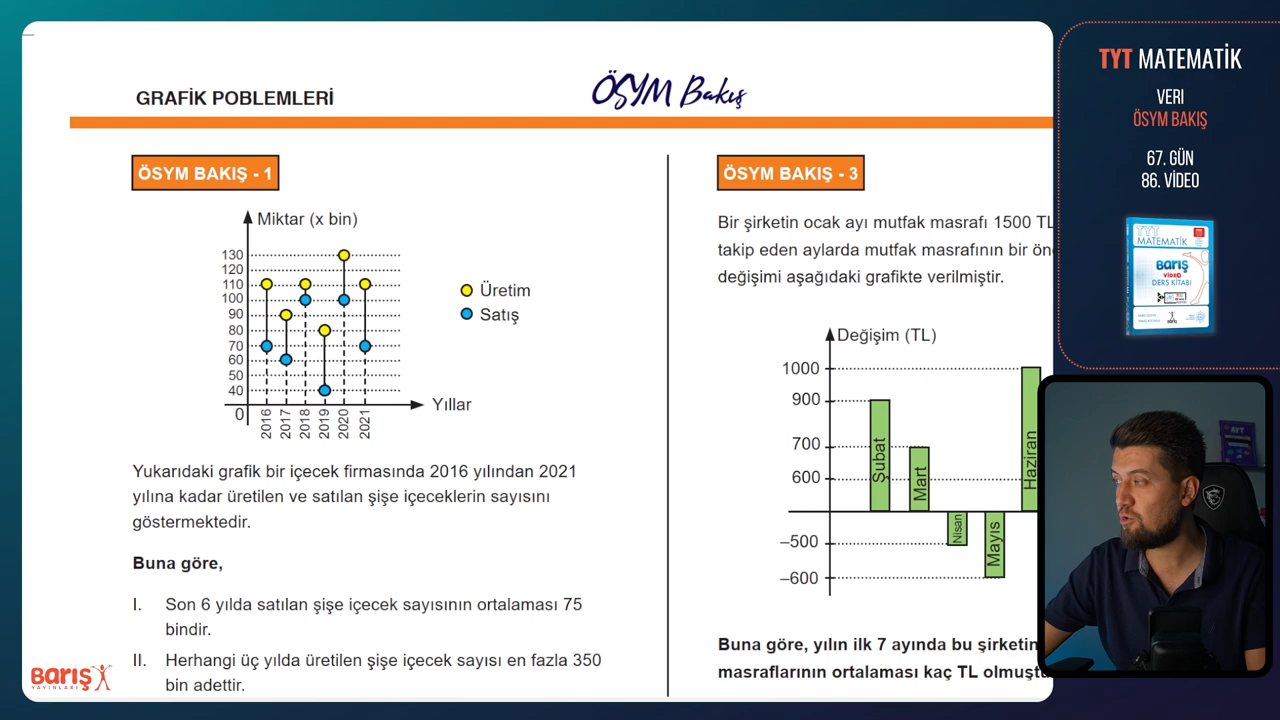 GRAFİK POBLEMLERİ
ÖSYM Bakış
ÖSYM BAKIŞ - 1
Miktar (x bin)
130
120
110
100
90
80
70
60
50
40
0
2016
2017
2018
2019
2020
2021
Yıllar
Üretim
Satış
Yukarıdaki grafik bir içecek firmasında 2016 yılından 2021
yılına kadar üretilen ve satılan şişe içeceklerin sayısını
göstermektedir.
Buna göre,
I. Son 6 yılda satılan şişe içecek sayısının ortalaması 75
bindir.
II. Herhangi üç yılda üretilen şişe içecek sayısı en fazla 350
bin adettir.
BARIŞ
YAYINLARI
ÖSYM BAKIŞ - 3
Bir şirketin ocak ayı mutfak masrafı 1500 TL
takip eden aylarda mutfak masrafının bir ön
değişimi aşağıdaki grafikte verilmiştir.
Değişim (TL)
1000
900
700
600
–500
–600
Şubat
Mart
Nisan
Mayıs
Haziran
Buna göre, yılın ilk 7 ayında bu şirketin
masraflarının ortalaması kaç TL olmuştu
TYT MATEMATİK
VERI
ÖSYM BAKIŞ
67. GÜN
86. VİDEO
TYT
MATEMATİK
BARIŞ
VİDEO
DERS KİTABI